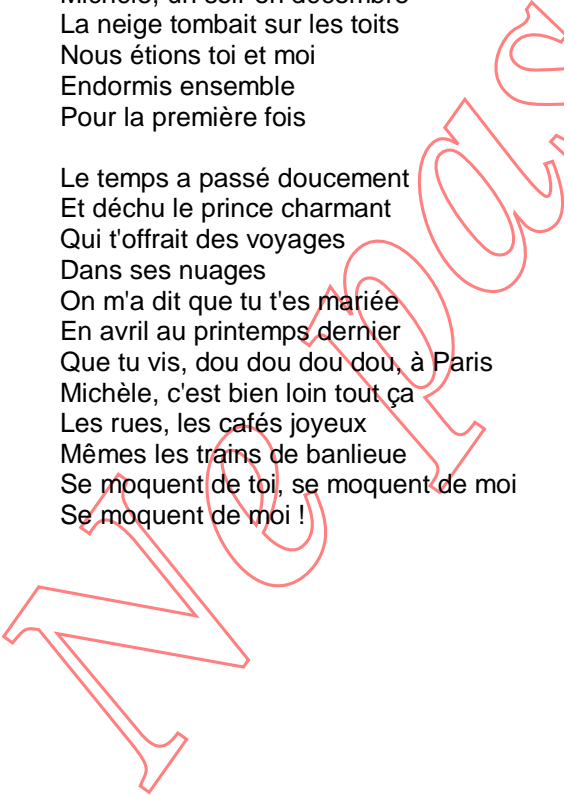 Michèle, un soir en décembre
La neige tombait sur les toits
Nous étions toi et moi
Endormis ensemble
Pour la première fois

Le temps a passé doucement
Et déchu le prince charmant
Qui t'offrait des voyages
Dans ses nuages
On m'a dit que tu t'es mariée
En avril au printemps dernier
Que tu vis, dou dou dou dou, à Paris
Michèle, c'est bien loin tout ça
Les rues, les cafés joyeux
Mêmes les trains de banlieue
Se moquent de toi, se moquent de moi
Se moquent de moi !
Ne pas